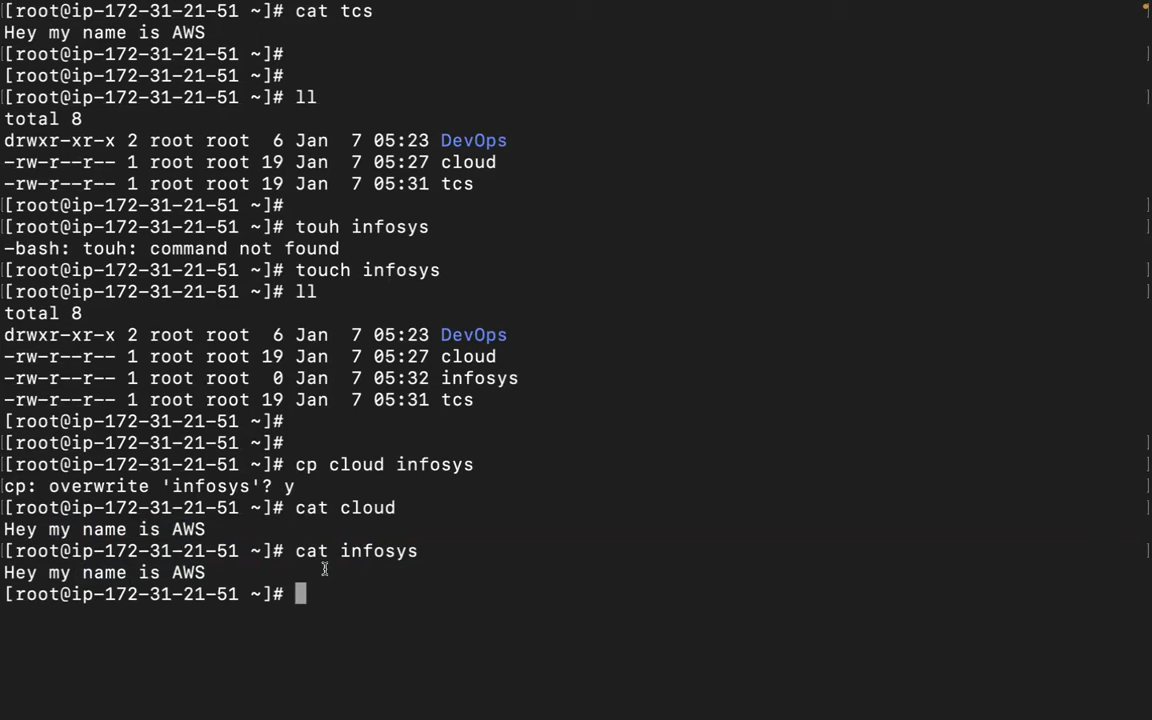 [root@ip-172-31-21-51 ~]# cat tcs
Hey my name is AWS
[root@ip-172-31-21-51 ~]#
[root@ip-172-31-21-51 ~]#
[root@ip-172-31-21-51 ~]# ll
total 8
drwxr-xr-x 2 root root  6 Jan  7 05:23 DevOps
-rw-r--r-- 1 root root 19 Jan  7 05:27 cloud
-rw-r--r-- 1 root root 19 Jan  7 05:31 tcs
[root@ip-172-31-21-51 ~]#
[root@ip-172-31-21-51 ~]# touh infosys
-bash: touh: command not found
[root@ip-172-31-21-51 ~]# touch infosys
[root@ip-172-31-21-51 ~]# ll
total 8
drwxr-xr-x 2 root root  6 Jan  7 05:23 DevOps
-rw-r--r-- 1 root root 19 Jan  7 05:27 cloud
-rw-r--r-- 1 root root  0 Jan  7 05:32 infosys
-rw-r--r-- 1 root root 19 Jan  7 05:31 tcs
[root@ip-172-31-21-51 ~]#
[root@ip-172-31-21-51 ~]#
[root@ip-172-31-21-51 ~]# cp cloud infosys
cp: overwrite 'infosys'? y
[root@ip-172-31-21-51 ~]# cat cloud
Hey my name is AWS
[root@ip-172-31-21-51 ~]# cat infosys
Hey my name is AWS
[root@ip-172-31-21-51 ~]#